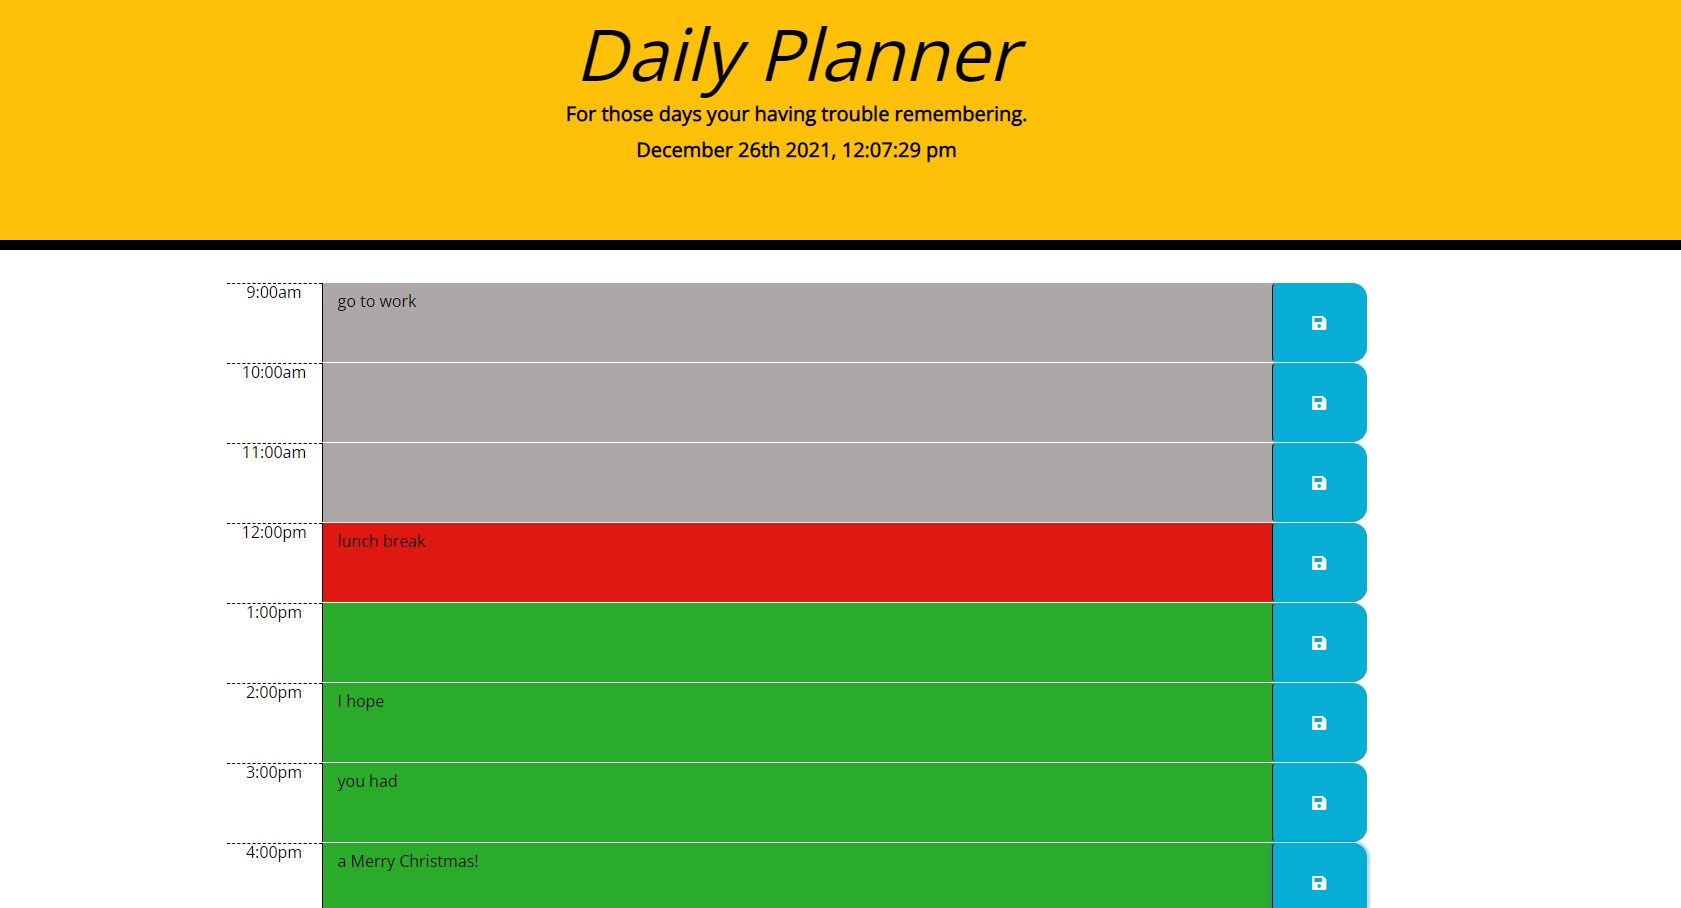 Daily Planner
For those days your having trouble remembering.
December 26th 2021, 12:07:29 pm
9:00am go to work
10:00am
11:00am
12:00pm lunch break
1:00pm
2:00pm I hope
3:00pm you had
4:00pm a Merry Christmas!